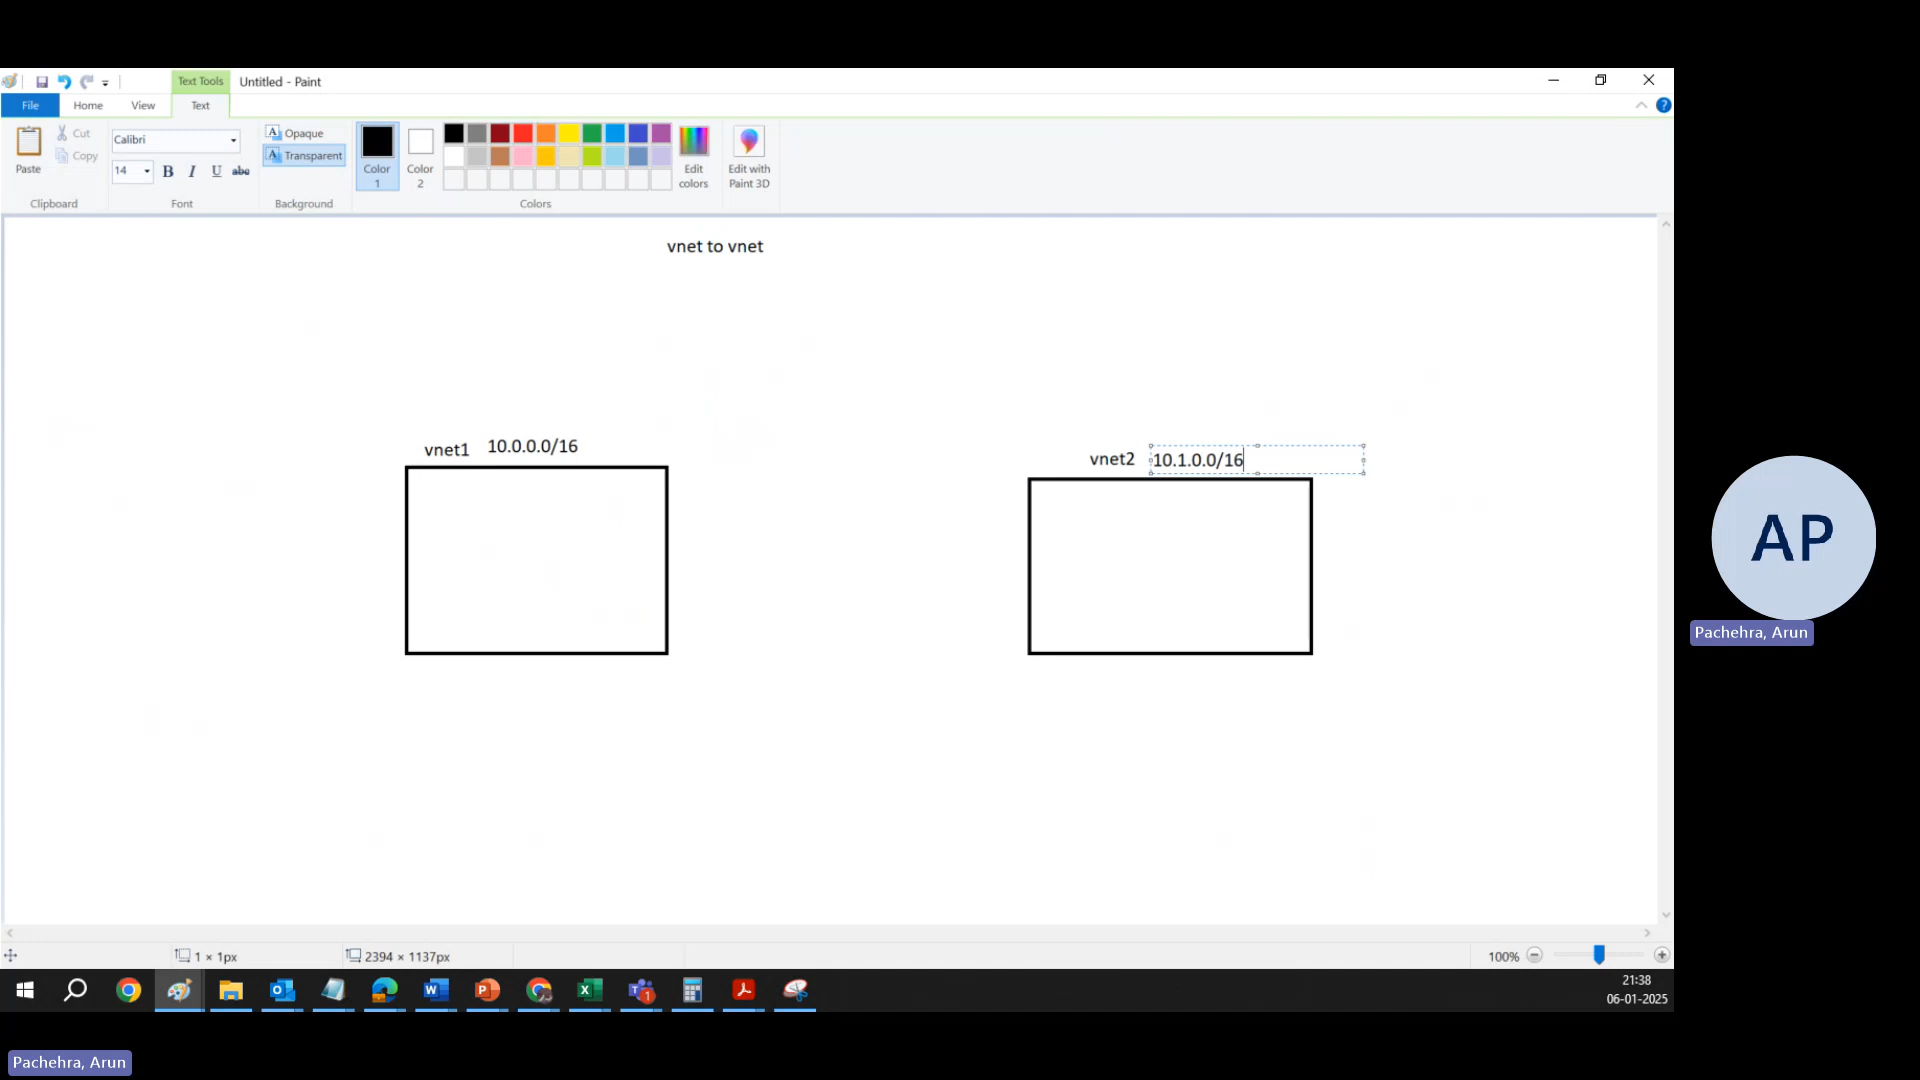 Text Tools
Untitled - Paint
File
Home
View
Text
Paste
Cut
Copy
Clipboard
Calibri
14
B I U abc
Font
Opaque
Transparent
Background
Color 1
Color 2
Colors
Edit colors
Edit with Paint 3D
?
vnet to vnet
vnet1 10.0.0.0/16
vnet2 10.1.0.0/16
AP
Pachehra, Arun
1 × 1px
2394 × 1137px
100%
21:38
06-01-2025
Pachehra, Arun